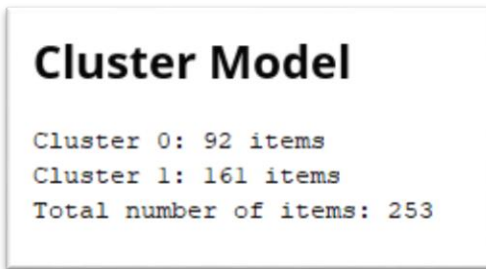 Cluster Model
Cluster 0: 92 items
Cluster 1: 161 items
Total number of items: 253